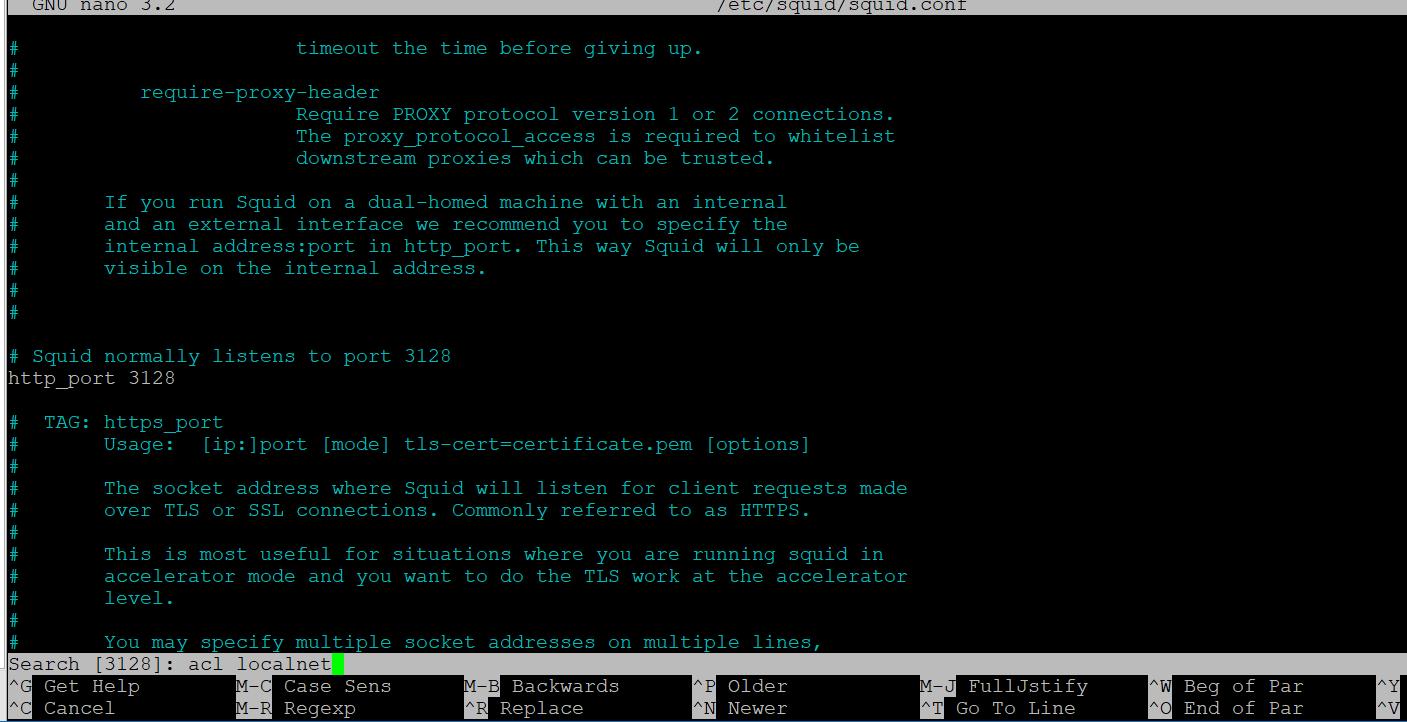 GNU nano 3.2 /etc/squid/squid.conf
# timeout the time before giving up.
#
# require-proxy-header
# Require PROXY protocol version 1 or 2 connections.
# The proxy_protocol_access is required to whitelist
# downstream proxies which can be trusted.
#
# If you run Squid on a dual-homed machine with an internal
# and an external interface we recommend you to specify the
# internal address:port in http_port. This way Squid will only be
# visible on the internal address.
#
#
# Squid normally listens to port 3128
http_port 3128
# TAG: https_port
# Usage: [ip:]port [mode] tls-cert=certificate.pem [options]
#
# The socket address where Squid will listen for client requests made
# over TLS or SSL connections. Commonly referred to as HTTPS.
#
# This is most useful for situations where you are running squid in
# accelerator mode and you want to do the TLS work at the accelerator
# level.
#
# You may specify multiple socket addresses on multiple lines,
Search [3128]: acl localnet
^G Get Help M-C Case Sens M-B Backwards ^P Older M-J FullJstify ^W Beg of Par ^Y
^C Cancel M-R Regexp ^R Replace ^N Newer ^T Go To Line ^O End of Par ^V